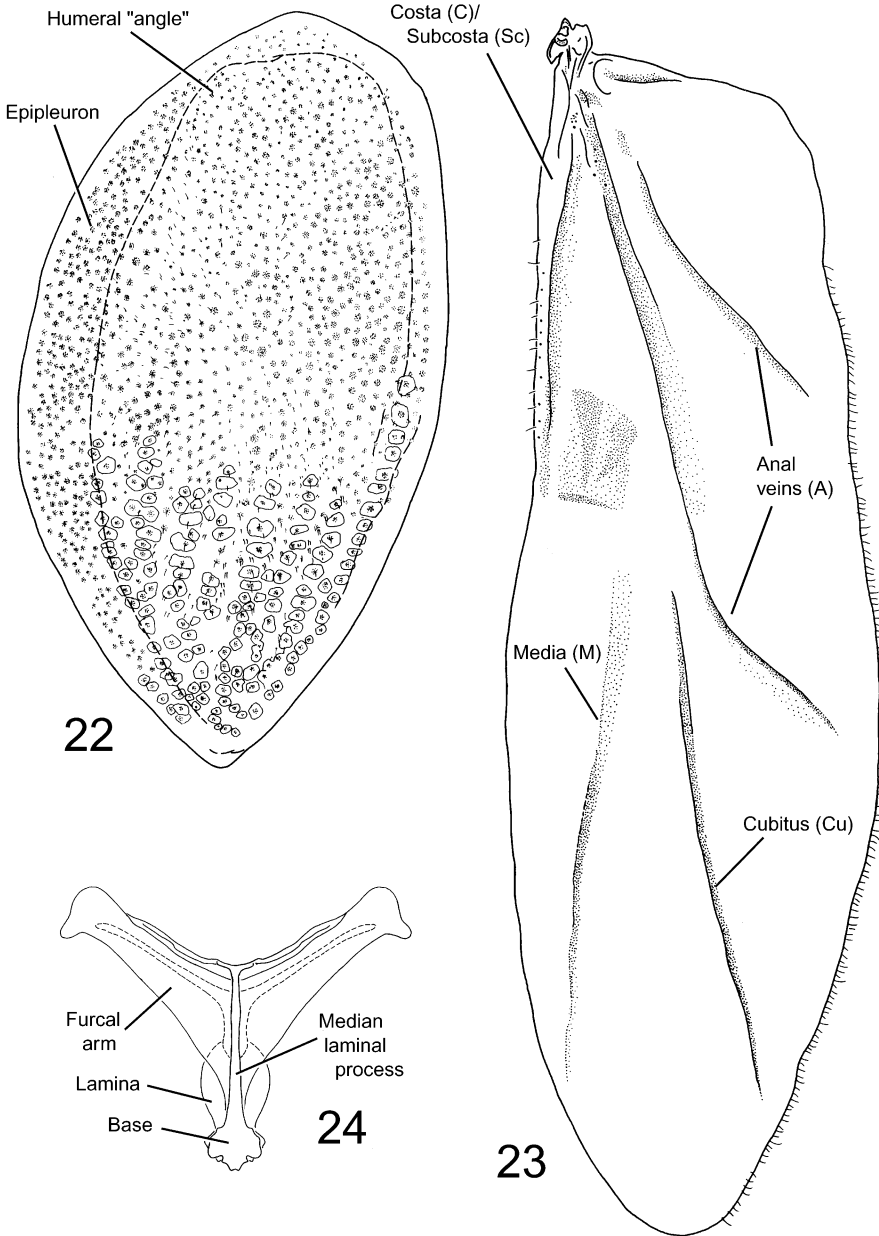 Humeral "angle"
Epipleuron
22
Costa (C)/
Subcosta (Sc)
Anal
veins (A)
Media (M)
Cubitus (Cu)
23
Furcal
arm
Lamina
Base
Median
laminal
process
24